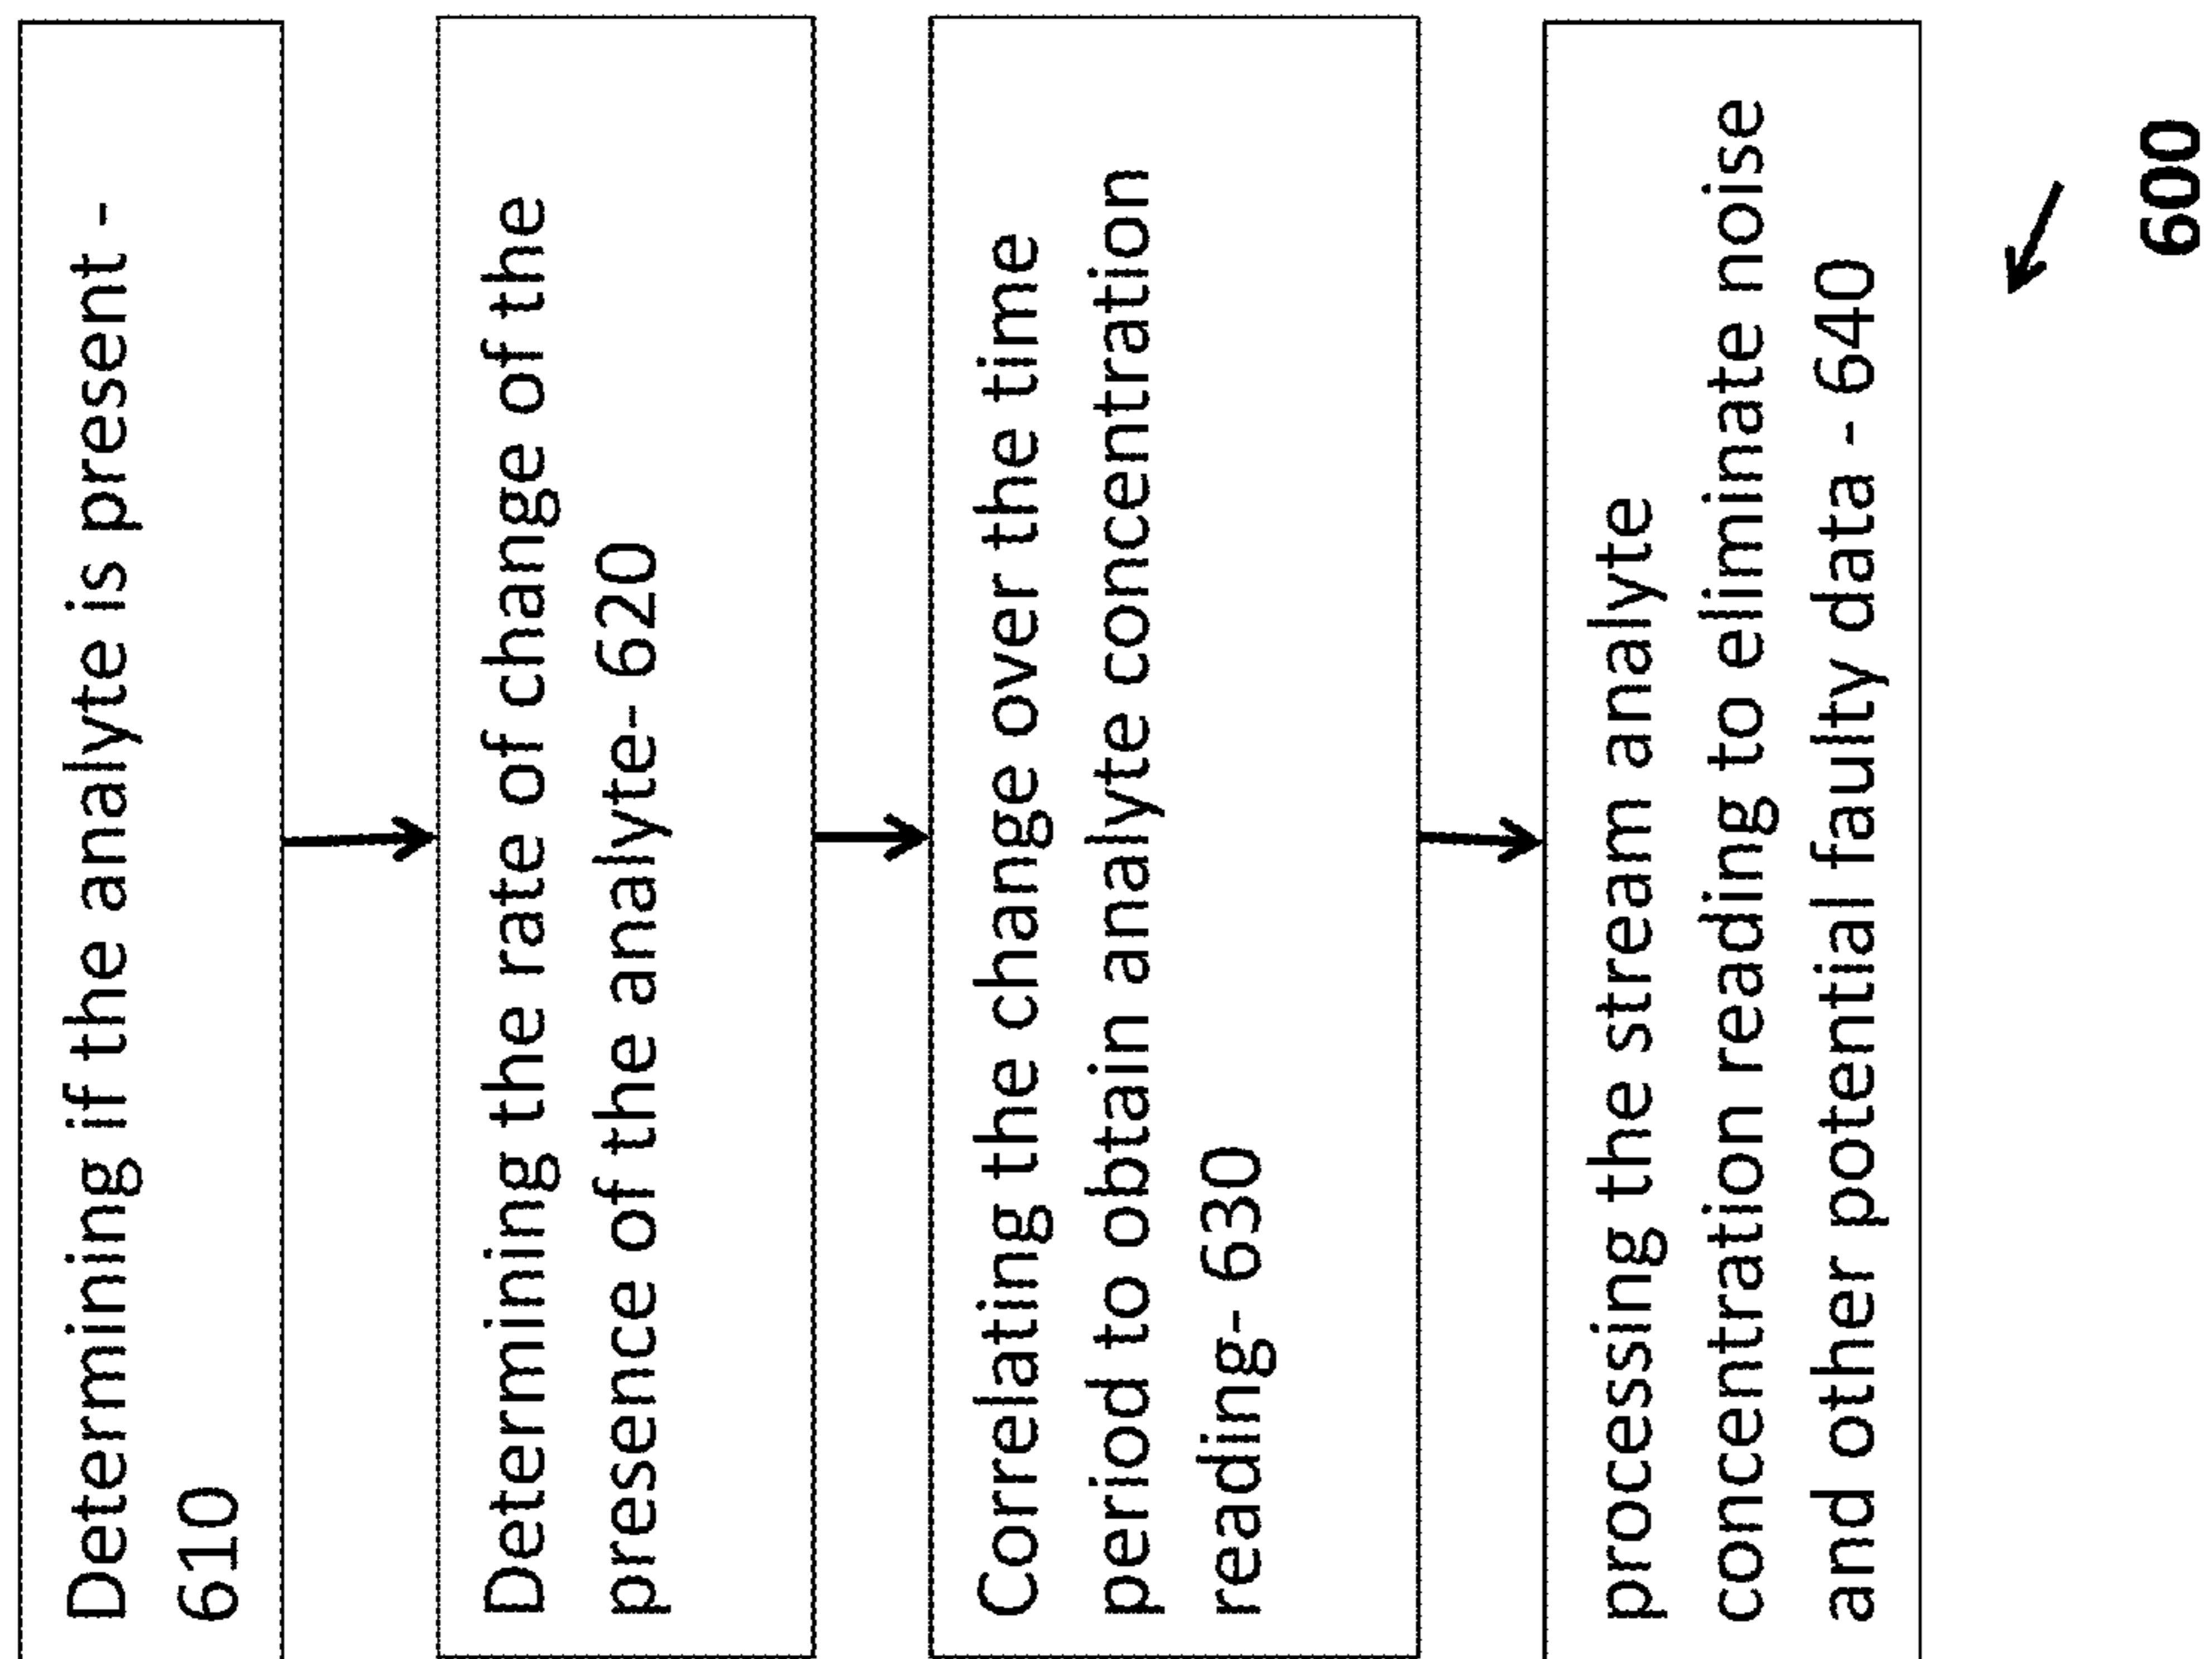 Determining if the analyte is present -
610
Determining the rate of change of the
presence of the analyte- 620
Correlating the change over the time
period to obtain analyte concentration
reading- 630
processing the stream analyte
concentration reading to eliminate noise
and other potential faulty data - 640
600